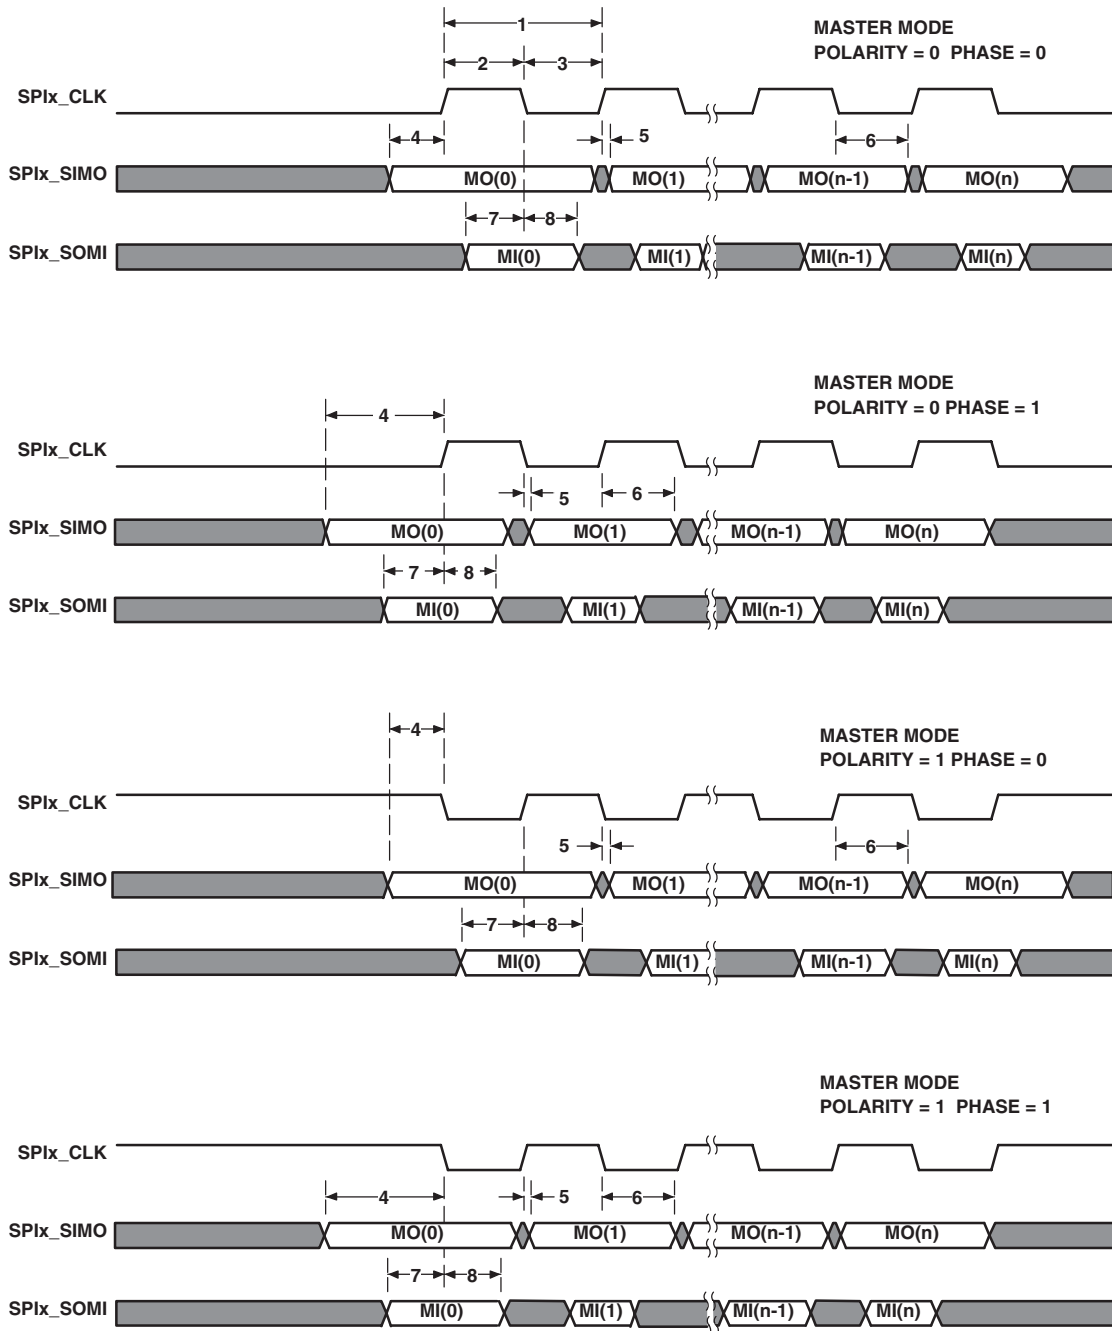 1
MASTER MODE
POLARITY = 0 PHASE = 0
2 3
SPIx_CLK
4 5 6
SPIx_SIMO MO(0) MO(1) MO(n-1) MO(n)
7 8
SPIx_SOMI MI(0) MI(1) MI(n-1) MI(n)
MASTER MODE
POLARITY = 0 PHASE = 1
4
SPIx_CLK
5 6
SPIx_SIMO MO(0) MO(1) MO(n-1) MO(n)
7 8
SPIx_SOMI MI(0) MI(1) MI(n-1) MI(n)
4
MASTER MODE
POLARITY = 1 PHASE = 0
SPIx_CLK
5 6
SPIx_SIMO MO(0) MO(1) MO(n-1) MO(n)
7 8
SPIx_SOMI MI(0) MI(1) MI(n-1) MI(n)
MASTER MODE
POLARITY = 1 PHASE = 1
SPIx_CLK
4 5 6
SPIx_SIMO MO(0) MO(1) MO(n-1) MO(n)
7 8
SPIx_SOMI MI(0) MI(1) MI(n-1) MI(n)